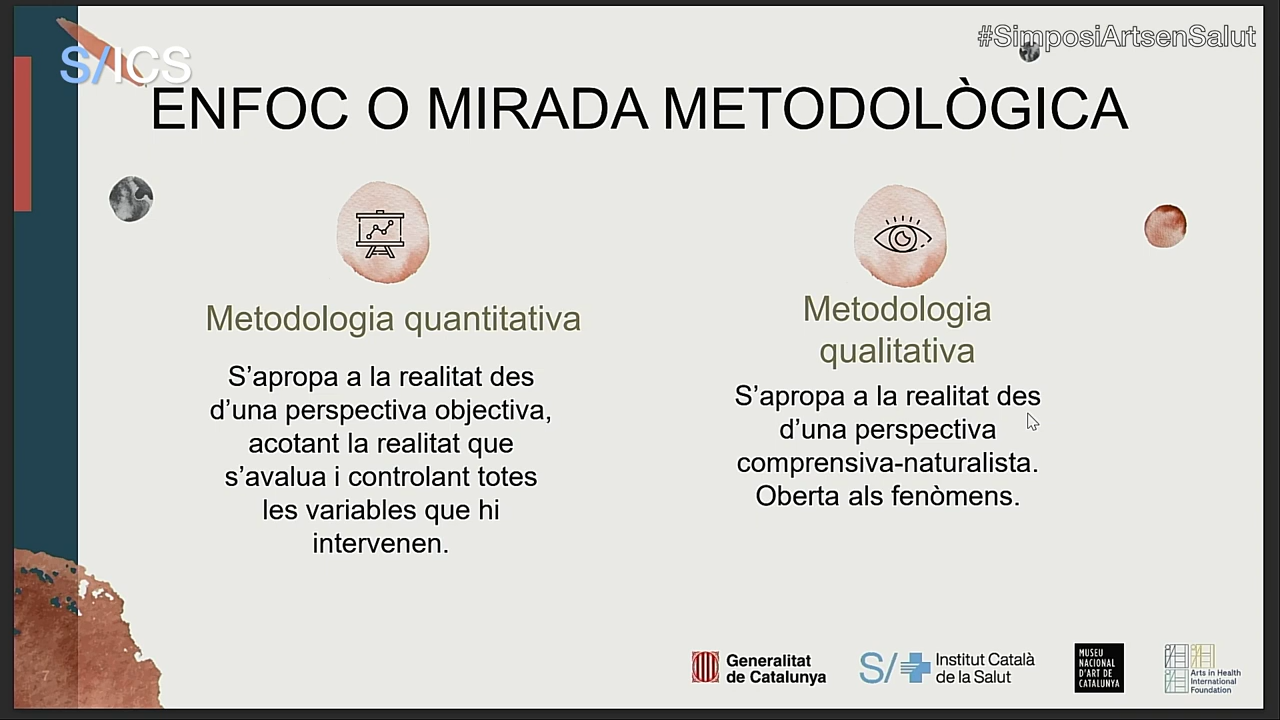 #SimposiArtsenSalut
S/ICS
ENFOC O MIRADA METODOLÒGICA
Metodologia quantitativa
S’apropa a la realitat des
d’una perspectiva objectiva,
acotant la realitat que
s’avalua i controlant totes
les variables que hi
intervenen.
Metodologia
qualitativa
S’apropa a la realitat des
d’una perspectiva
comprensiva-naturalista.
Oberta als fenòmens.
7
Generalitat
de Catalunya
S/
Institut Català
de la Salut
MUSEU
NACIONAL
D'ART DE
CATALUNYA
Arts in Health
International
Foundation